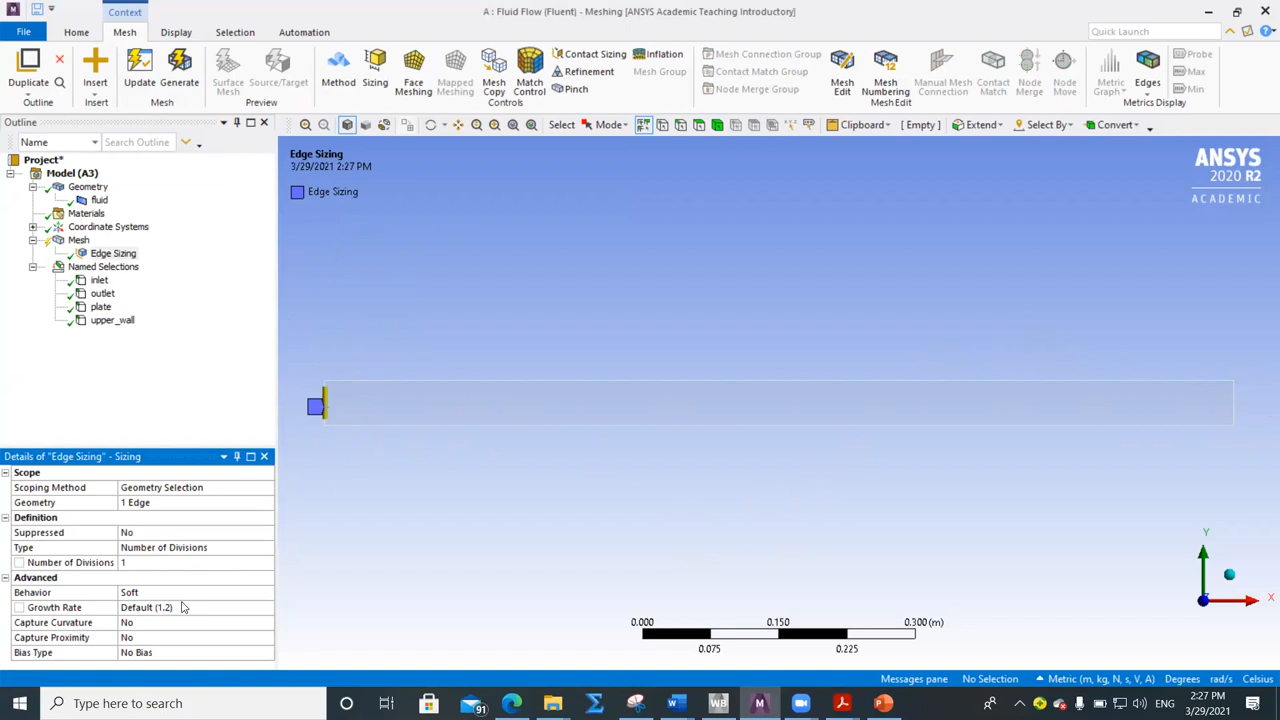 Context
A : Fluid Flow (Fluent) - Meshing [ANSYS Academic Teaching Introductory]
File Home Mesh Display Selection Automation Quick Launch
Duplicate Insert Update Generate Surface Mesh Source/Target Method Sizing Face Meshing Mapped Meshing Mesh Copy Match Control Contact Sizing Inflation Mesh Connection Group Mesh Edit Mesh Numbering Manual Mesh Connection Contact Match Node Merge Node Move Metric Graph Edges Probe
Refinement Mesh Group Contact Match Group Max
Pinch Node Merge Group Min
Outline Insert Mesh Preview Controls Mesh Edit Metrics Display
Outline
Select Mode Clipboard [ Empty ] Extend Select By Convert
Name Search Outline
Project*
Model (A3)
Geometry
fluid
Materials
Coordinate Systems
Mesh
Edge Sizing
Named Selections
inlet
outlet
plate
upper_wall
Edge Sizing
3/29/2021 2:27 PM
Edge Sizing
ANSYS
2020 R2
ACADEMIC
Details of "Edge Sizing" - Sizing
Scope
Scoping Method Geometry Selection
Geometry 1 Edge
Definition
Suppressed No
Type Number of Divisions
Number of Divisions 1
Advanced
Behavior Soft
Growth Rate Default (1.2)
Capture Curvature No
Capture Proximity No
Bias Type No Bias
0.000 0.150 0.300 (m)
0.075 0.225
Y
X
Messages pane No Selection Metric (m, kg, N, s, V, A) Degrees rad/s Celsius
Type here to search 91 ENG 2:27 PM
3/29/2021